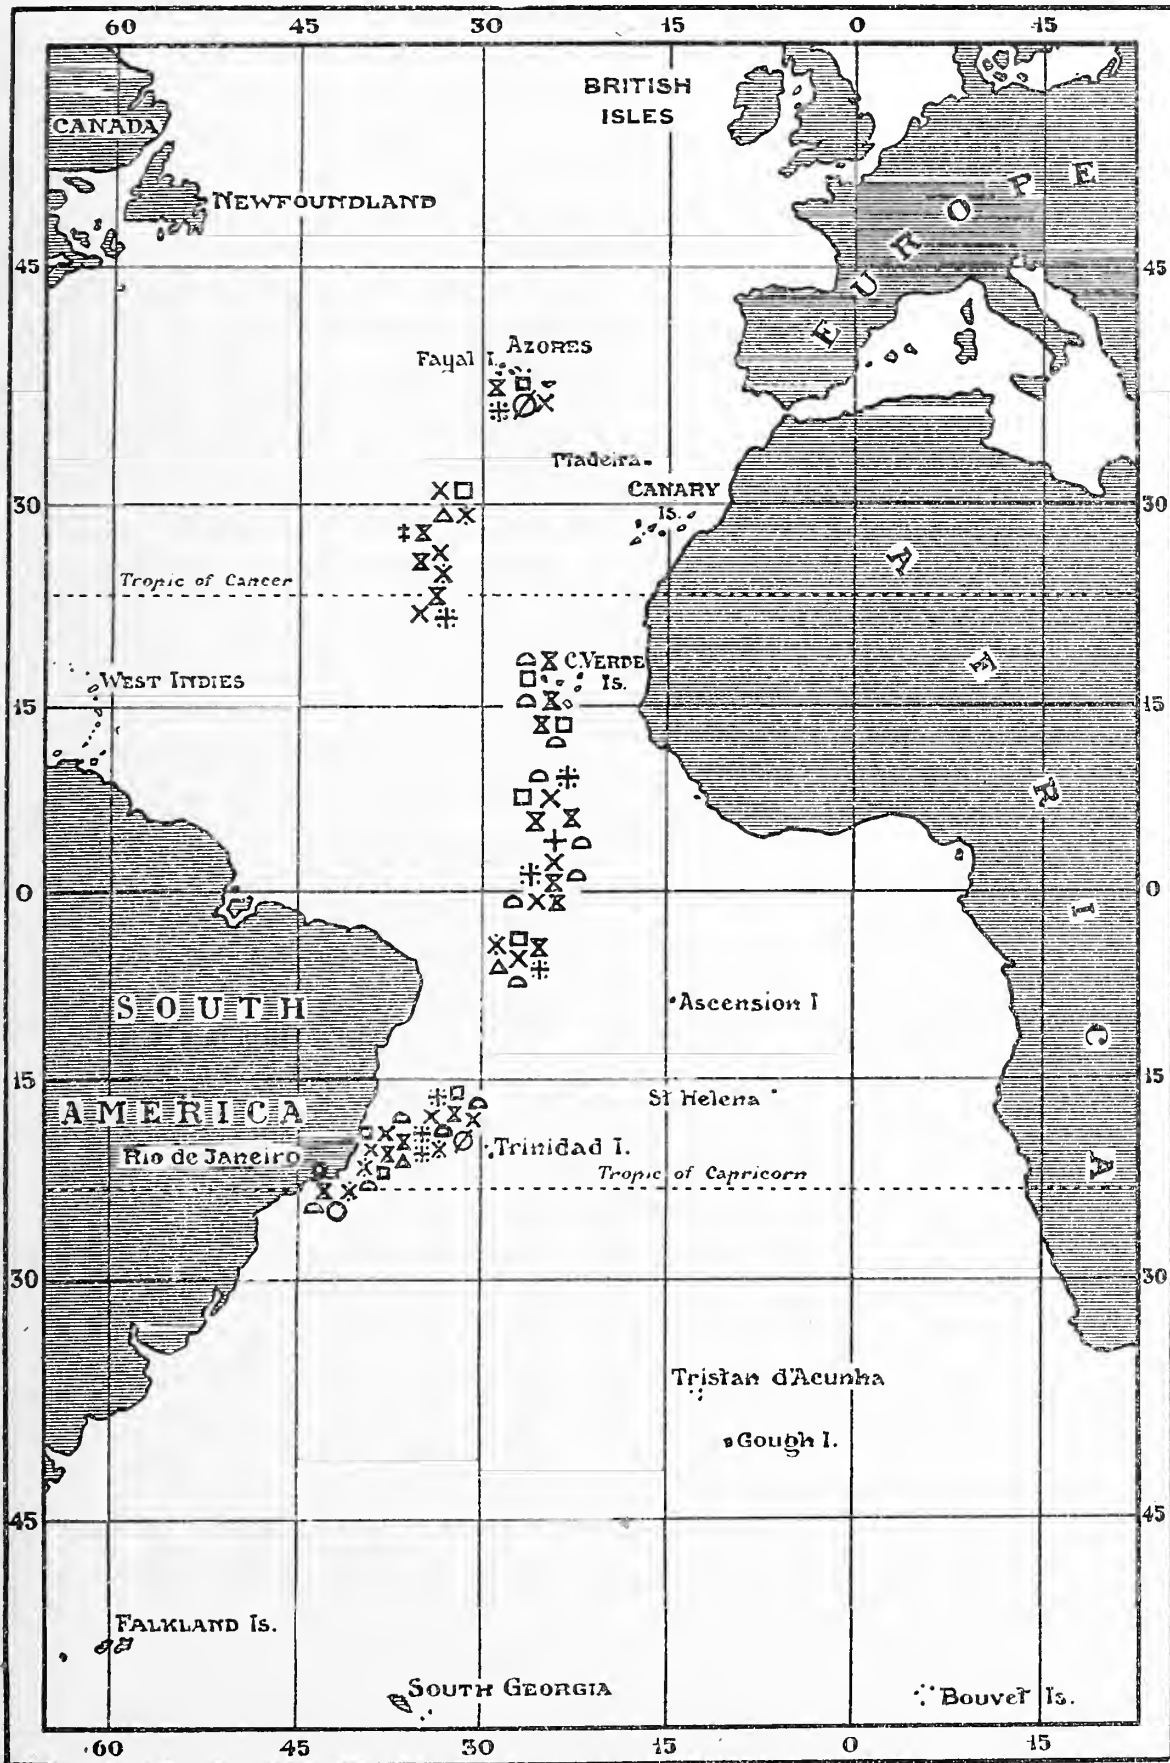 60 45 30 15 0 15
BRITISH
ISLES
CANADA
NEWFOUNDLAND
EUROPE
45 45
AZORES
Fayal I.
Madeira
30 30
CANARY
Is.
Tropic of Cancer
C. VERDE
Is.
WEST INDIES
15 15
AFRICA
0 0
SOUTH
Ascension I
15 15
AMERICA
St Helena
Rio de Janeiro
Trinidad I.
Tropic of Capricorn
30 30
Tristan d'Acunha
Gough I.
45 45
FALKLAND Is.
SOUTH GEORGIA
Bouvet Is.
60 45 30 15 0 15